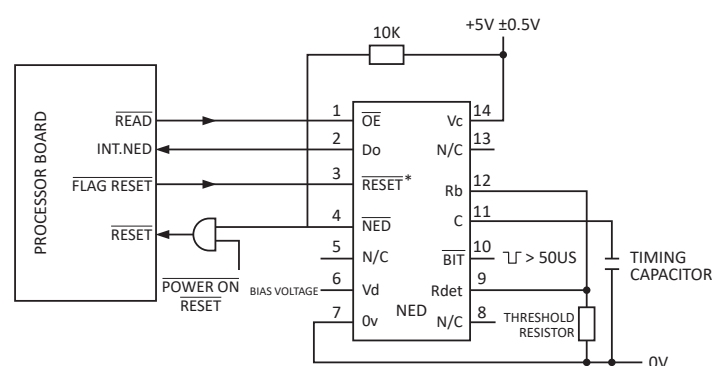 10K
+5V ±0.5V
PROCESSOR BOARD
READ
INT.NED
FLAG RESET
RESET
POWER ON
RESET
BIAS VOLTAGE
1
2
3
4
5
6
7
OE
Do
RESET*
NED
N/C
Vd
0v
NED
14
13
12
11
10
9
8
Vc
N/C
Rb
C
BIT
Rdet
N/C
> 50US
TIMING
CAPACITOR
THRESHOLD
RESISTOR
0V